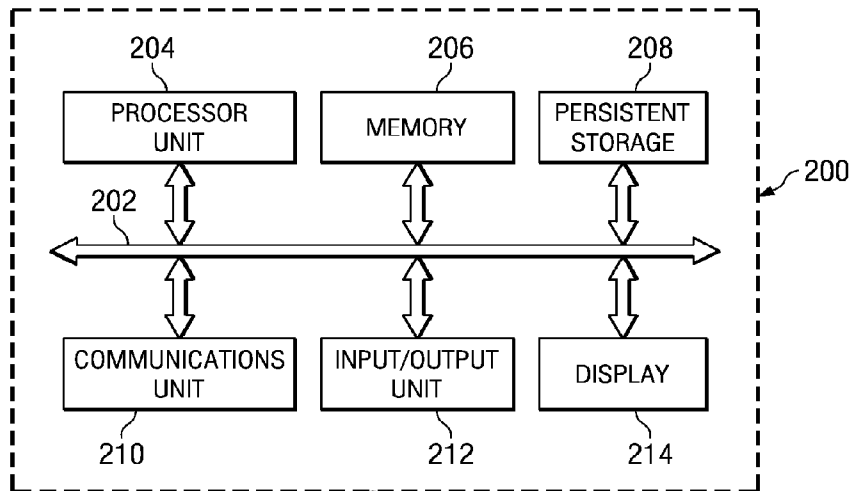 204
206
208
PROCESSOR
UNIT
MEMORY
PERSISTENT
STORAGE
200
202
COMMUNICATIONS
UNIT
INPUT/OUTPUT
UNIT
DISPLAY
210
212
214